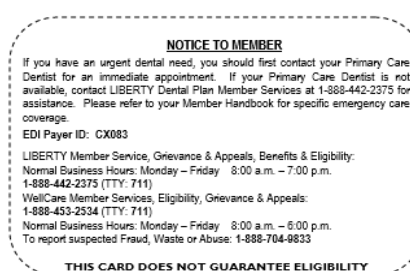 NOTICE TO MEMBER
If you have an urgent dental need, you should first contact your Primary Care
Dentist for an immediate appointment. If your Primary Care Dentist is not
available, contact LIBERTY Dental Plan Member Services at 1-888-442-2375 for
assistance. Please refer to your Member Handbook for specific emergency care
coverage.
EDI Payer ID: CX083
LIBERTY Member Service, Grievance & Appeals, Benefits & Eligibility:
Normal Business Hours: Monday – Friday 8:00 a.m. – 7:00 p.m.
1-888-442-2375 (TTY: 711)
WellCare Member Services, Eligibility, Grievance & Appeals:
1-888-453-2534 (TTY: 711)
Normal Business Hours: Monday – Friday 8:00 a.m. – 6:00 p.m.
To report suspected Fraud, Waste or Abuse: 1-888-704-9833
THIS CARD DOES NOT GUARANTEE ELIGIBILITY